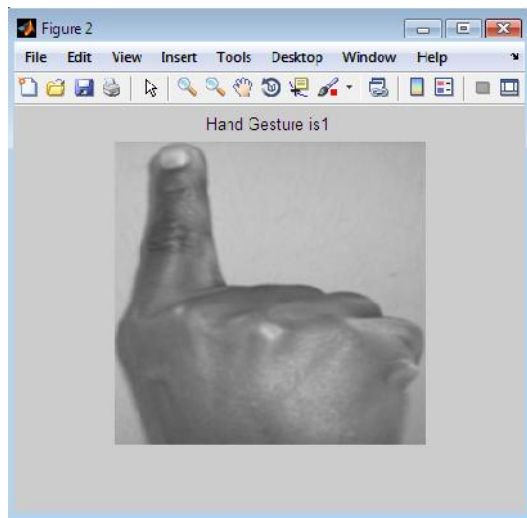 Figure 2
File Edit View Insert Tools Desktop Window Help
Hand Gesture is1